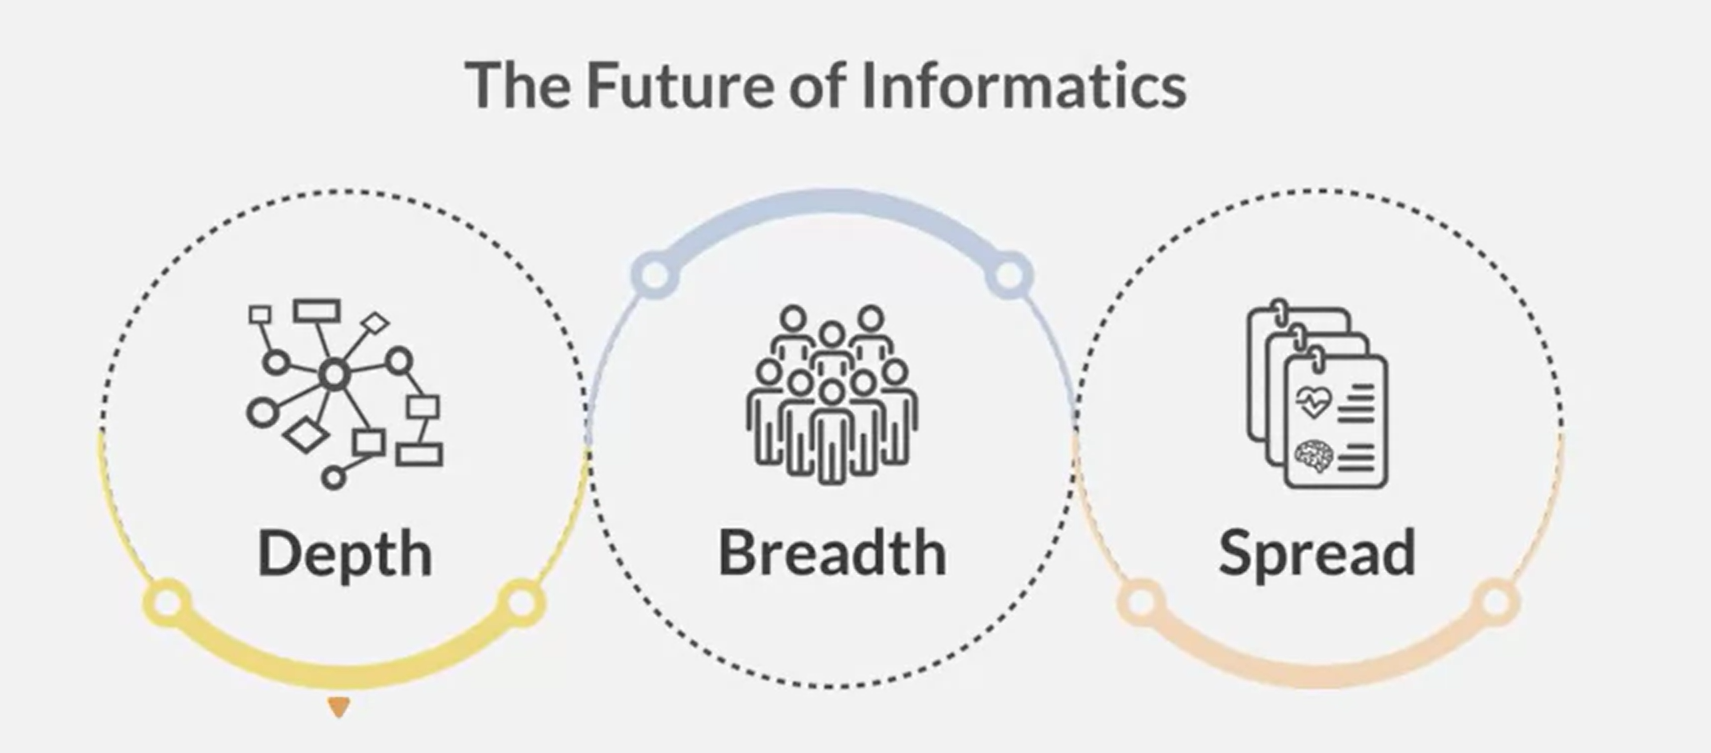 The Future of Informatics
Depth
Breadth
Spread